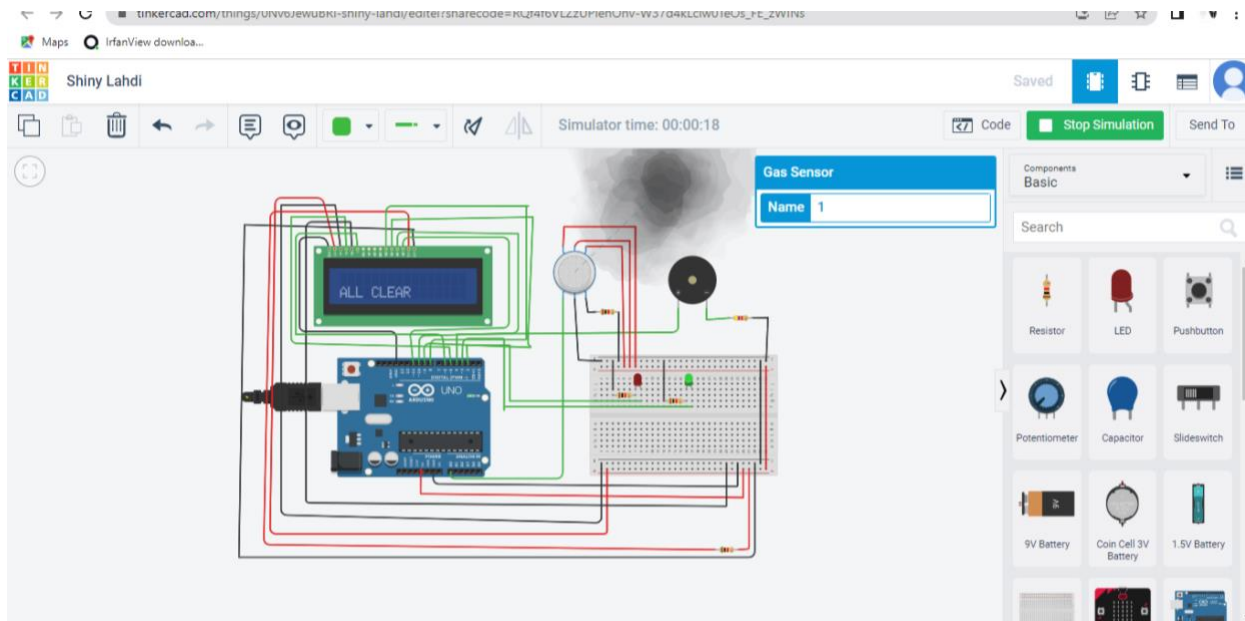 Maps
IrfanView downloa...
TIN
KER
CAD
Shiny Lahdi
Saved
Simulator time: 00:00:18
Code
Stop Simulation
Send To
Gas Sensor
Name 1
Components
Basic
Search
ALL CLEAR
UNO
ARDUINO
Resistor
LED
Pushbutton
Potentiometer
Capacitor
Slideswitch
9V Battery
Coin Cell 3V
Battery
1.5V Battery